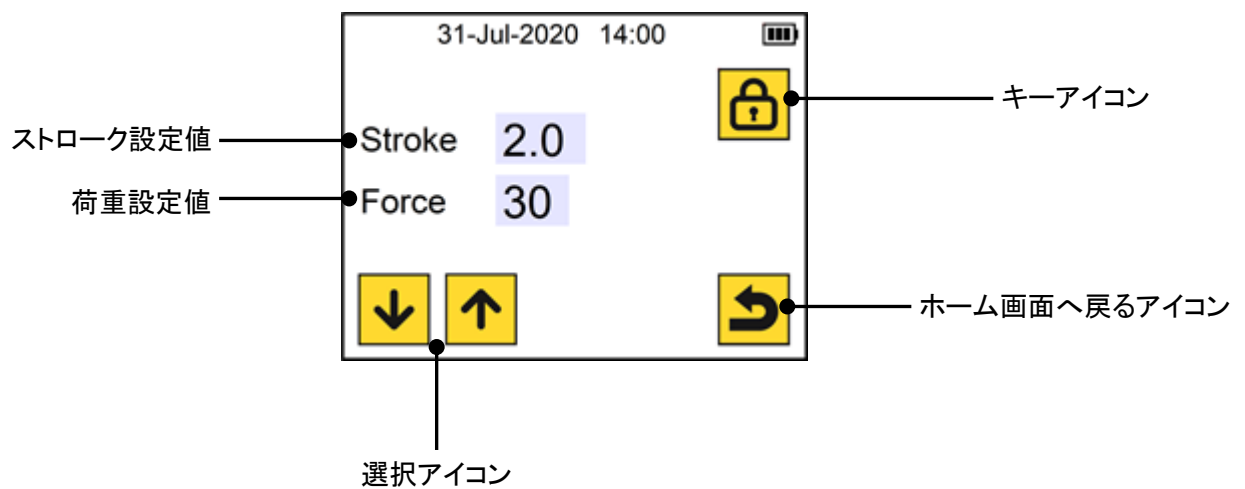 31-Jul-2020 14:00
キーアイコン
ストローク設定値
Stroke 2.0
荷重設定値
Force 30
ホーム画面へ戻るアイコン
選択アイコン